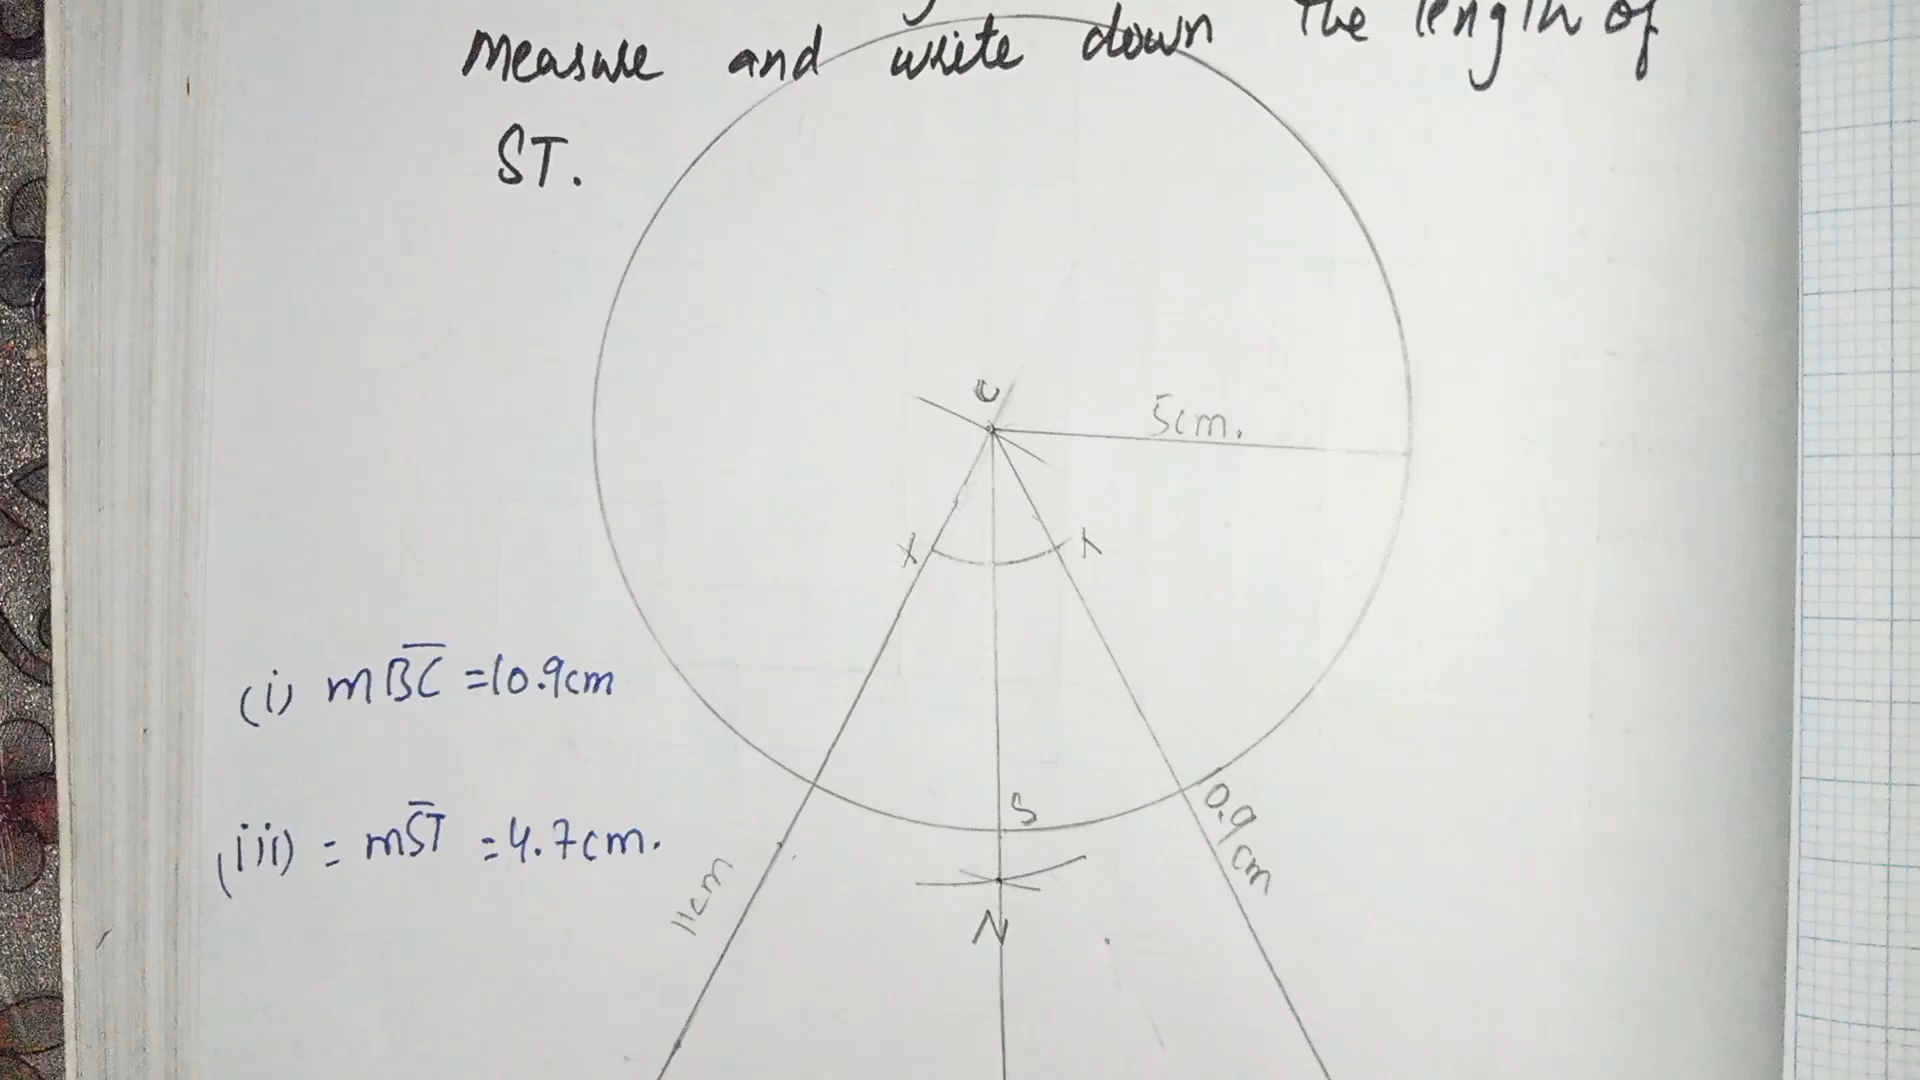 measure and write down the length of
ST.
C
5cm.
X
(i) mBC̅ = 10.9cm
S
0.9cm
(iii) = mST̅ = 4.7cm.
11cm
N